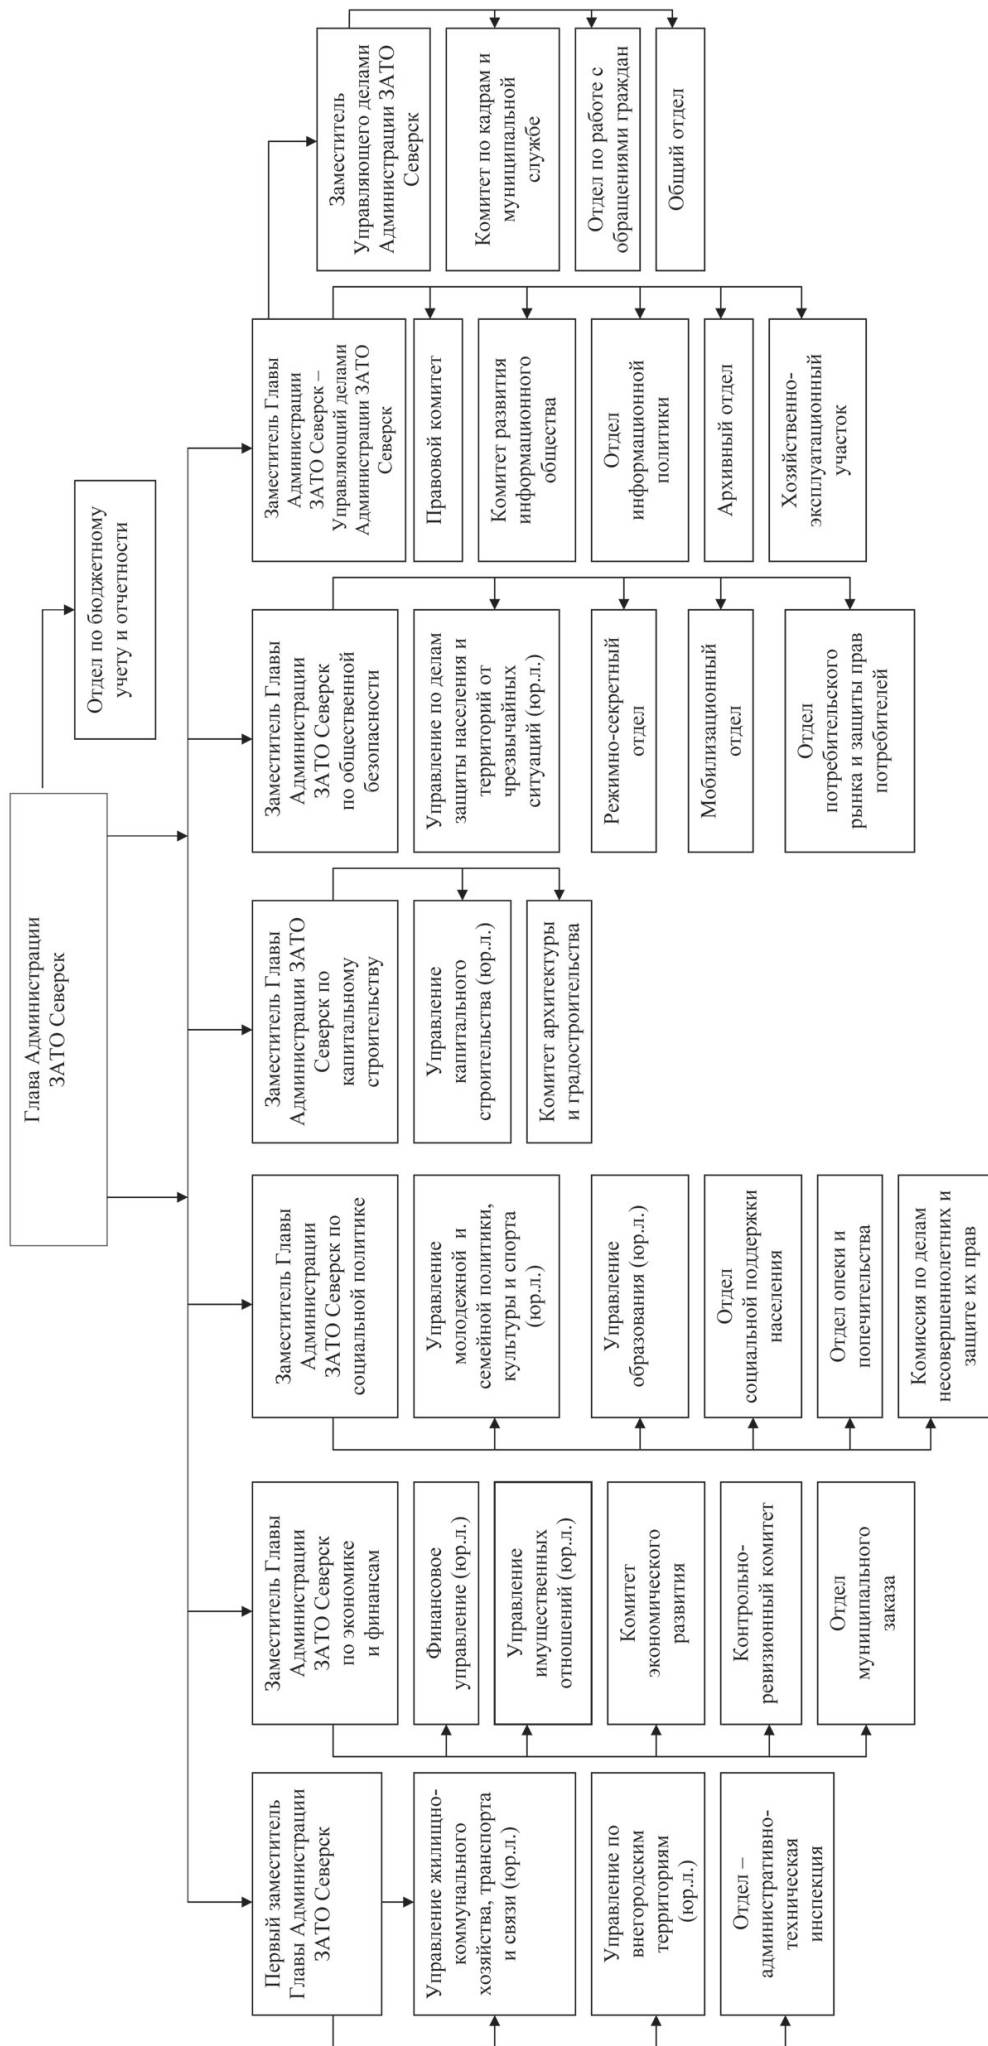 Глава Администрации
ЗАТО Северск
Отдел по бюджетному
учету и отчетности
Первый заместитель
Главы Администрации
ЗАТО Северск
Управление жилищно-
коммунального
хозяйства, транспорта
и связи (юр.л.)
Управление по
внегородским
территориям
(юр.л.)
Отдел –
административно-
техническая
инспекция
Заместитель Главы
Администрации
ЗАТО Северск
по экономике
и финансам
Финансовое
управление (юр.л.)
Управление
имущественных
отношений (юр.л.)
Комитет
экономического
развития
Контрольно-
ревизионный комитет
Отдел
муниципального
заказа
Заместитель Главы
Администрации
ЗАТО Северск по
социальной политике
Управление
молодежной и
семейной политики,
культуры и спорта
(юр.л.)
Управление
образования (юр.л.)
Отдел
социальной поддержки
населения
Отдел опеки и
попечительства
Комиссия по делам
несовершеннолетних и
защите их прав
Заместитель Главы
Администрации ЗАТО
Северск по
капитальному
строительству
Управление
капитального
строительства (юр.л.)
Комитет архитектуры
и градостроительства
Заместитель Главы
Администрации
ЗАТО Северск
по общественной
безопасности
Управление по делам
защиты населения и
территорий от
чрезвычайных
ситуаций (юр.л.)
Режимно-секретный
отдел
Мобилизационный
отдел
Отдел
потребительского
рынка и защиты прав
потребителей
Заместитель Главы
Администрации
ЗАТО Северск –
Управляющий делами
Администрации ЗАТО
Северск
Правовой комитет
Комитет развития
информационного
общества
Отдел
информационной
политики
Архивный отдел
Хозяйственно-
эксплуатационный
участок
Заместитель
Управляющего делами
Администрации ЗАТО
Северск
Комитет по кадрам и
муниципальной
службе
Отдел по работе с
обращениями граждан
Общий отдел